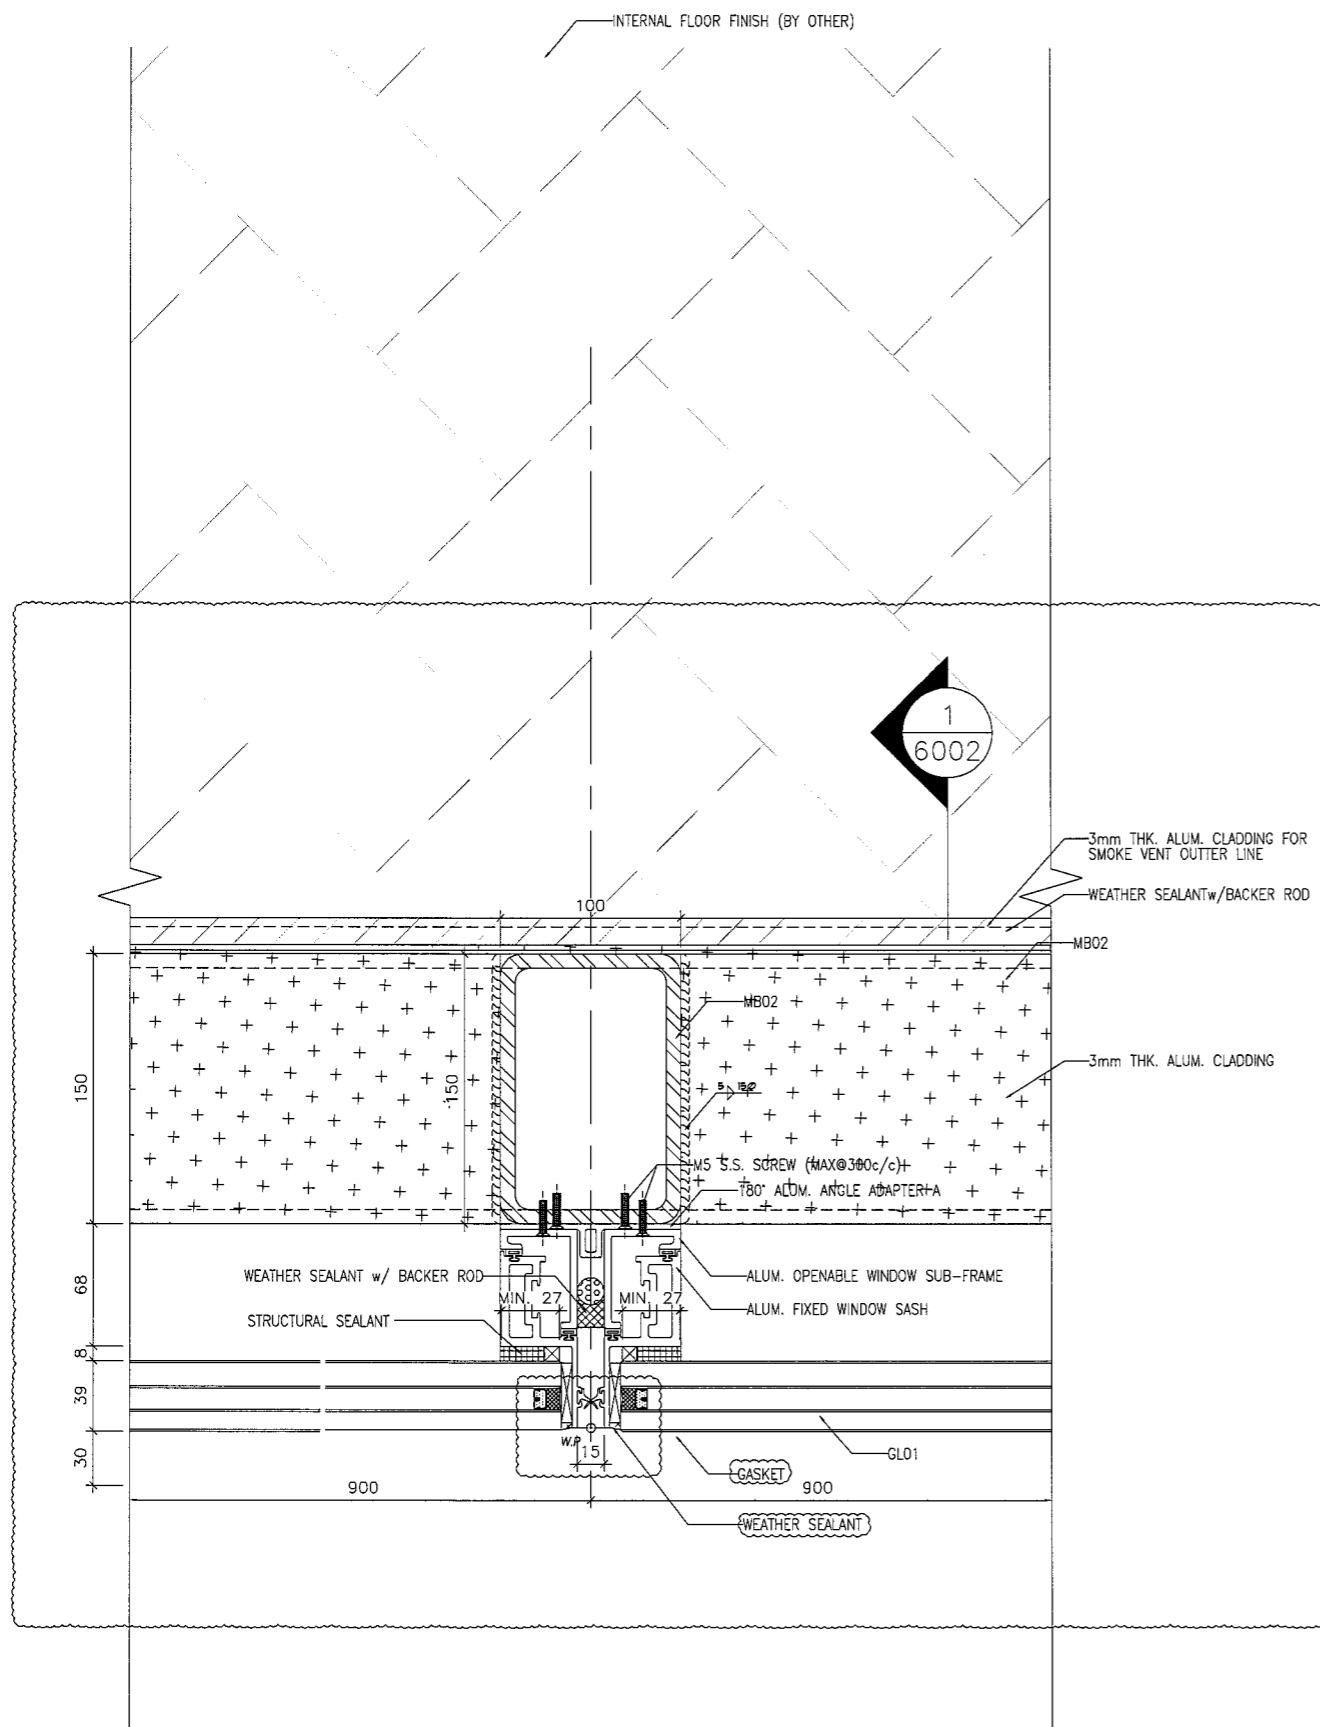 INTERNAL FLOOR FINISH (BY OTHER)
1
6002
3mm THK. ALUM. CLADDING FOR
SMOKE VENT OUTTER LINE
WEATHER SEALANTw/BACKER ROD
100
MB02
MB02
3mm THK. ALUM. CLADDING
150
150
5
M5 S.S. SCREW (MAX@300c/c)
180° ALUM. ANGLE ADAPTER A
WEATHER SEALANT w/ BACKER ROD
ALUM. OPENABLE WINDOW SUB-FRAME
68
MIN. 27
MIN. 27
ALUM. FIXED WINDOW SASH
STRUCTURAL SEALANT
8
39
W.P
15
GL01
30
GASKET
900
900
WEATHER SEALANT